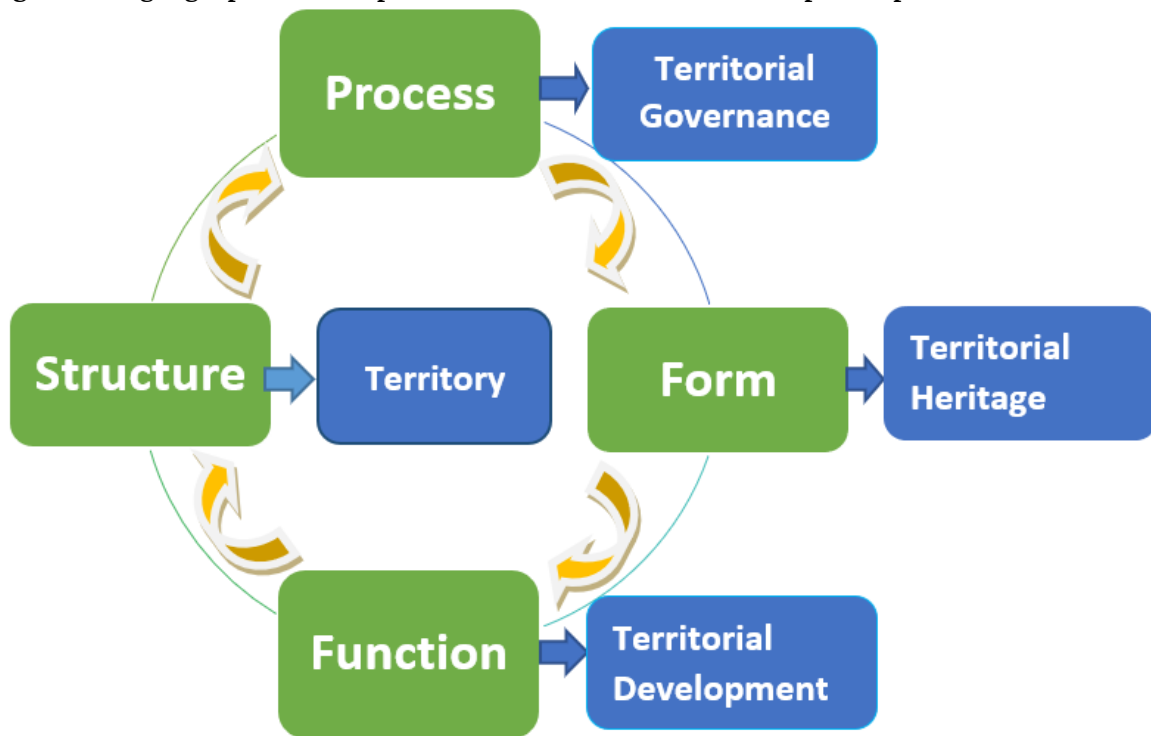 Process
Territorial
Governance
Structure
Territory
Form
Territorial
Heritage
Function
Territorial
Development